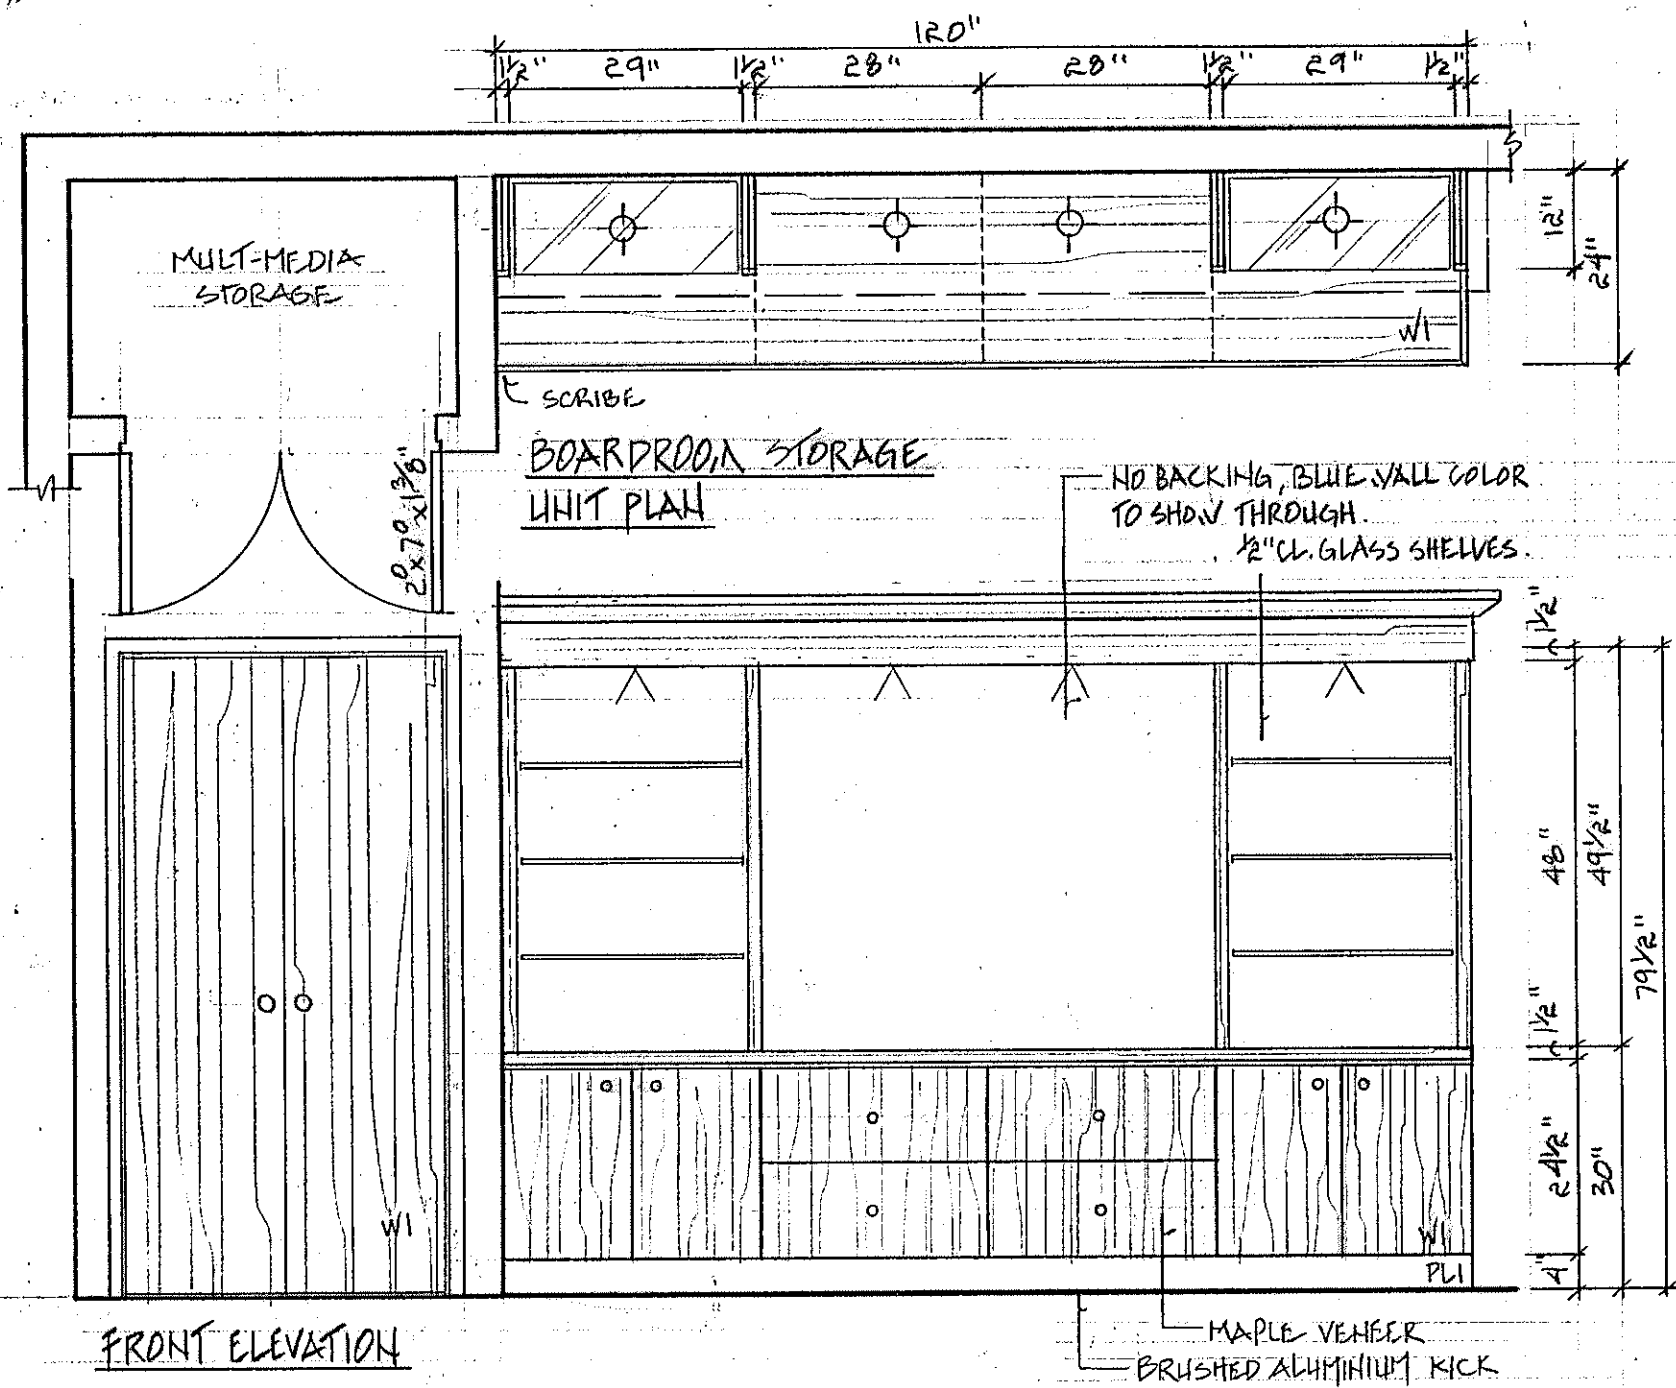 120"
1½" 29" 1½" 28" 28" 1½" 29" 1½"
MULT-MEDIA
STORAGE
12"
24"
W1
SCRIBE
BOARDROOM STORAGE
UNIT PLAN
2⁰ x 7⁰ x 1⅜"
NO BACKING, BLUE WALL COLOR
TO SHOW THROUGH.
½" CL. GLASS SHELVES.
1½"
48"
49½"
79½"
1½"
24½"
30"
4"
W1
W1
PL1
FRONT ELEVATION
MAPLE VENEER
BRUSHED ALUMINIUM KICK